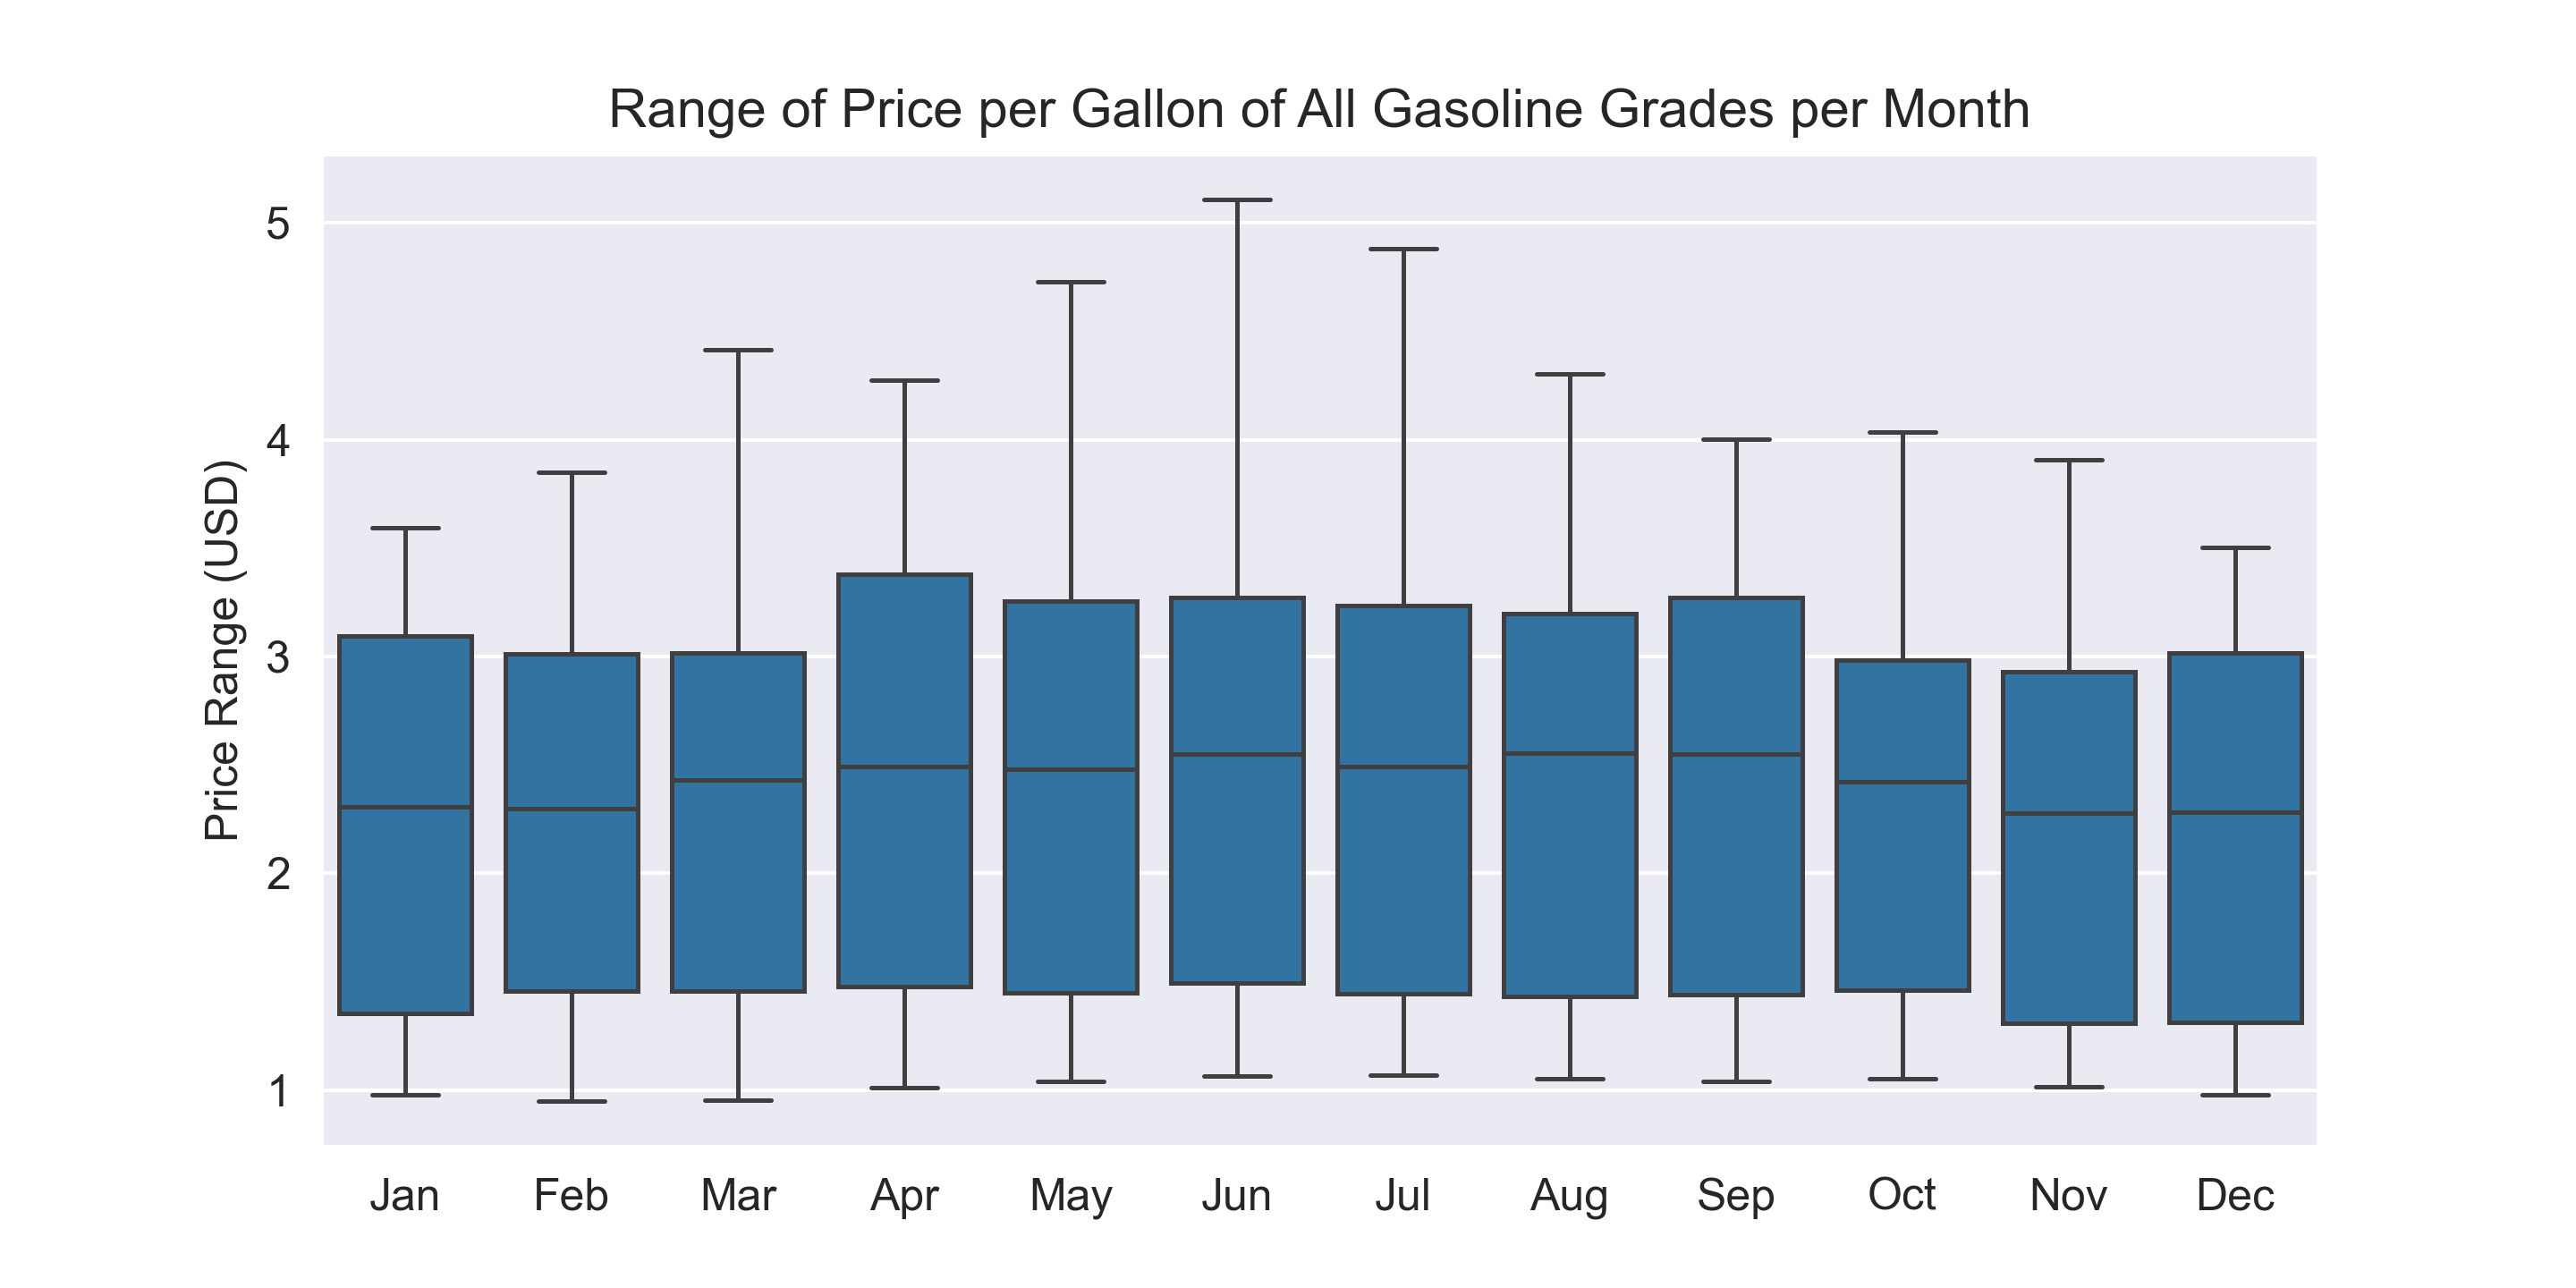 Range of Price per Gallon of All Gasoline Grades per Month
Price Range (USD)
5
4
3
2
1
Jan Feb Mar Apr May Jun Jul Aug Sep Oct Nov Dec